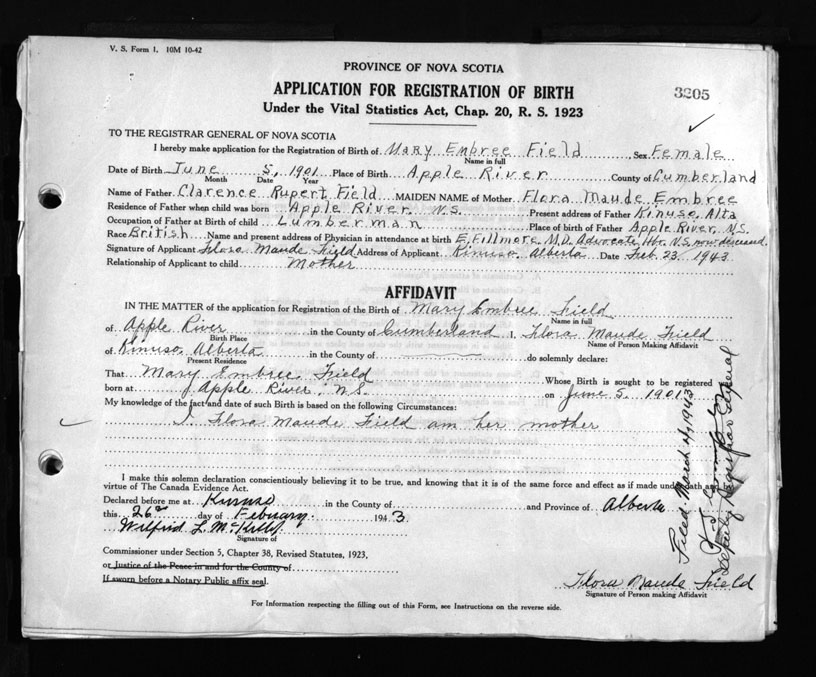 V. S. Form 1. 10M 10-42
PROVINCE OF NOVA SCOTIA
APPLICATION FOR REGISTRATION OF BIRTH
3205
Under the Vital Statistics Act, Chap. 20, R. S. 1923
TO THE REGISTRAR GENERAL OF NOVA SCOTIA
I hereby make application for the Registration of Birth of Mary Embree Field, Sex Female
Name in full
Date of Birth June 5, 1901 Place of Birth Apple River County of Cumberland
Month Date Year
Name of Father Clarence Rupert Field MAIDEN NAME of Mother Flora Maude Embree
Residence of Father when child was born Apple River, N.S. Present address of Father Kinuso, Alta
Occupation of Father at Birth of child Lumberman Place of birth of Father Apple River, N.S.
Race British Name and present address of Physician in attendance at birth E. Fillmore, M.D. Advocate Hbr. N.S. now deceased
Signature of Applicant Flora Maude Field Address of Applicant Kinuso, Alberta Date Feb. 23, 1943
Relationship of Applicant to child Mother
AFFIDAVIT
IN THE MATTER of the application for Registration of Birth of Mary Embree Field
Name in full
of Apple River in the County of Cumberland I, Flora Maude Field
Birth Place Name of Person Making Affidavit
of Kinuso, Alberta in the County of do solemnly declare:
Present Residence
That Mary Embree Field Whose Birth is sought to be registered
born at Apple River, N.S. on June 5, 1901
My knowledge of the fact and date of such Birth is based on the following Circumstances:
I Flora Maude Field am her mother
I make this solemn declaration conscientiously believing it to be true, and knowing that it is of the same force and effect as if made under oath and by
virtue of The Canada Evidence Act.
Declared before me at Kinuso in the County of and Province of Alberta
this 26 day of February 1943
Wilfrid L. McKillop
Signature of
Commissioner under Section 5, Chapter 38, Revised Statutes, 1923,
or Justice of the Peace in and for the County of
If sworn before a Notary Public affix seal.
Flora Maude Field
Signature of Person making Affidavit
For Information respecting the filling out of this Form, see Instructions on the reverse side.
Filed March 4, 1943
Deputy Registrar General